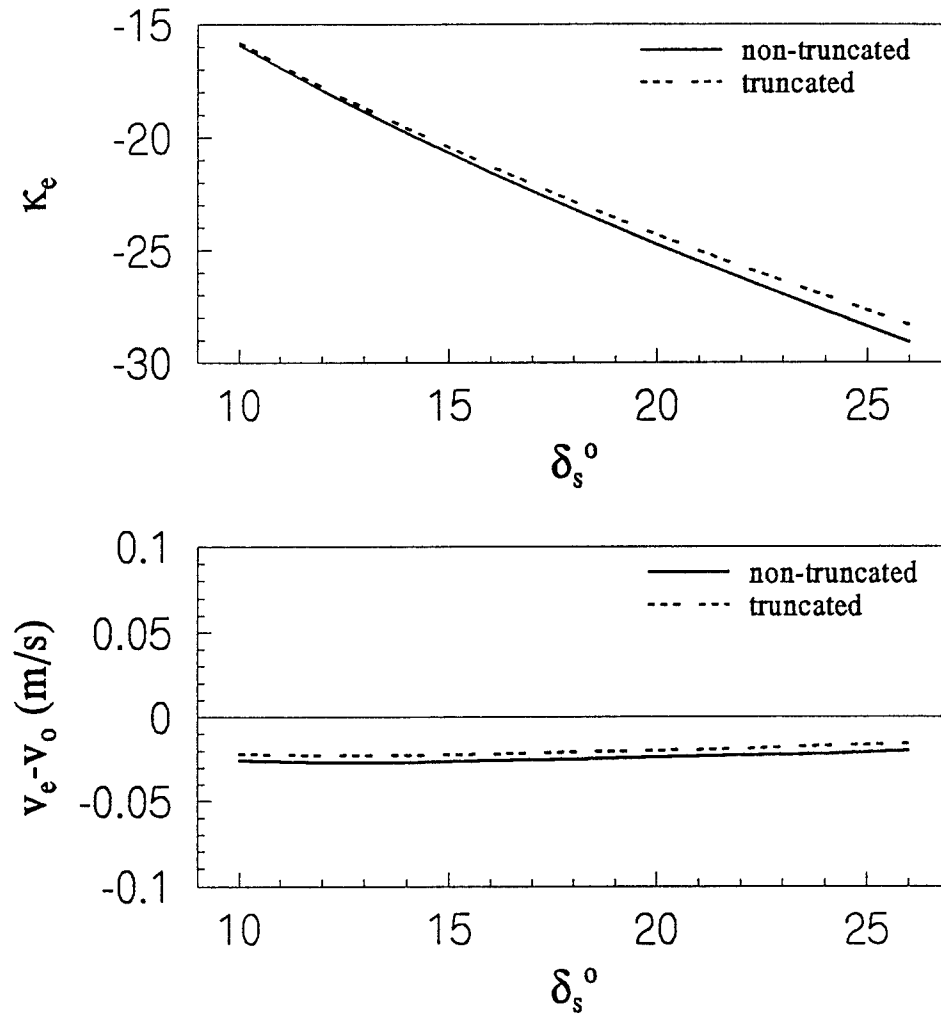 -15
-20
-25
-30
κe
non-truncated
truncated
10 15 20 25
δs°
0.1
0.05
0
-0.05
-0.1
ve-vo (m/s)
non-truncated
truncated
10 15 20 25
δs°